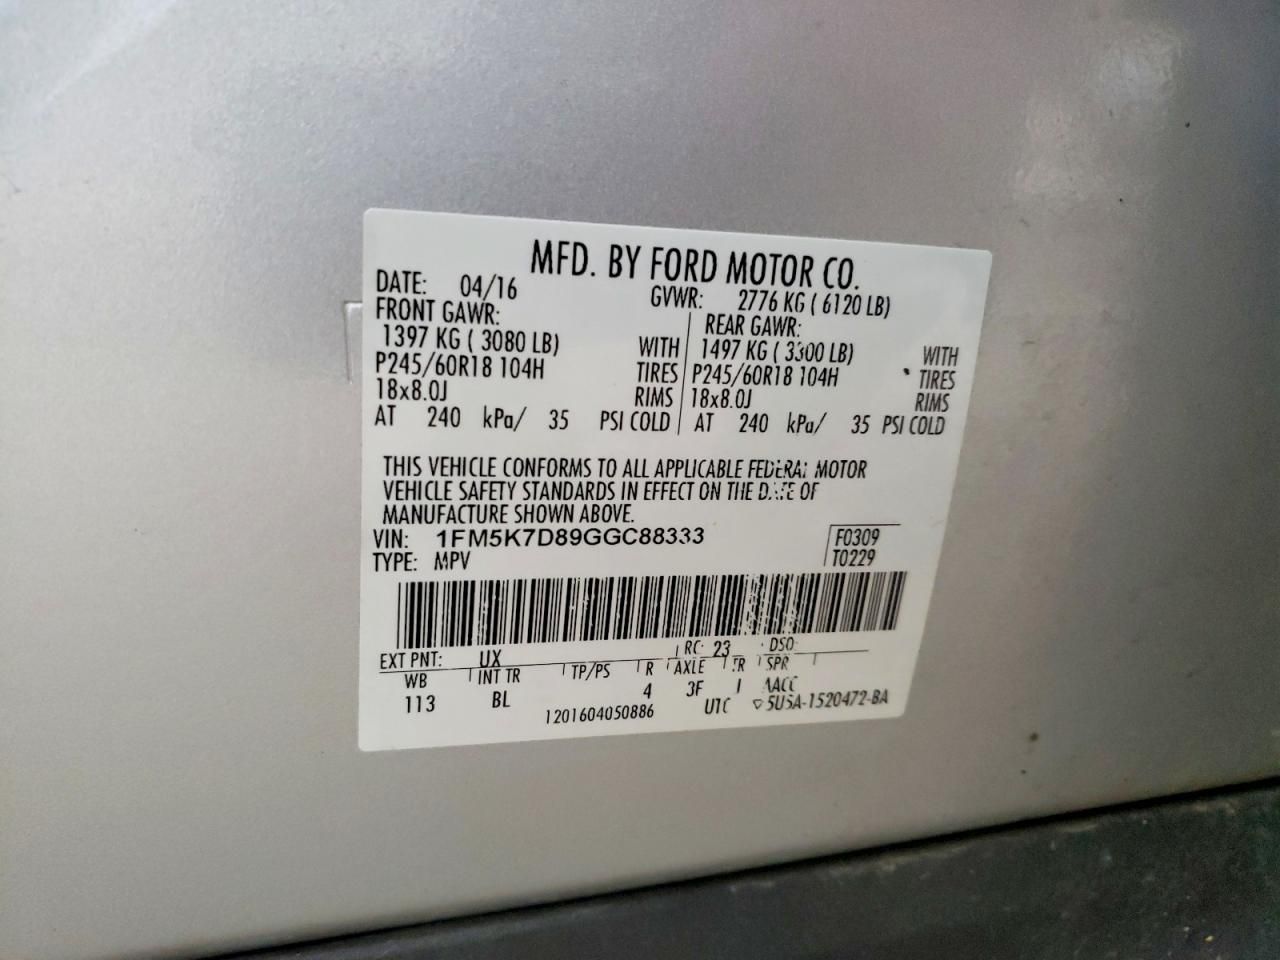 MFD. BY FORD MOTOR CO.
DATE: 04/16 GVWR: 2776 KG ( 6120 LB)
FRONT GAWR: REAR GAWR:
1397 KG ( 3080 LB) WITH 1497 KG ( 3300 LB) WITH
P245/60R18 104H TIRES P245/60R18 104H TIRES
18x8.0J RIMS 18x8.0J RIMS
AT 240 kPa/ 35 PSI COLD AT 240 kPa/ 35 PSI COLD
THIS VEHICLE CONFORMS TO ALL APPLICABLE FEDERAL MOTOR
VEHICLE SAFETY STANDARDS IN EFFECT ON THE DATE OF
MANUFACTURE SHOWN ABOVE.
VIN: 1FM5K7D89GGC88333 F0309
TYPE: MPV T0229
EXT PNT: UX RC: 23 DSO:
WB INT TR TP/PS R AXLE TR SPR
113 BL 4 3F AACC
1201604050886 UTC ▽5U5A-1520472-BA